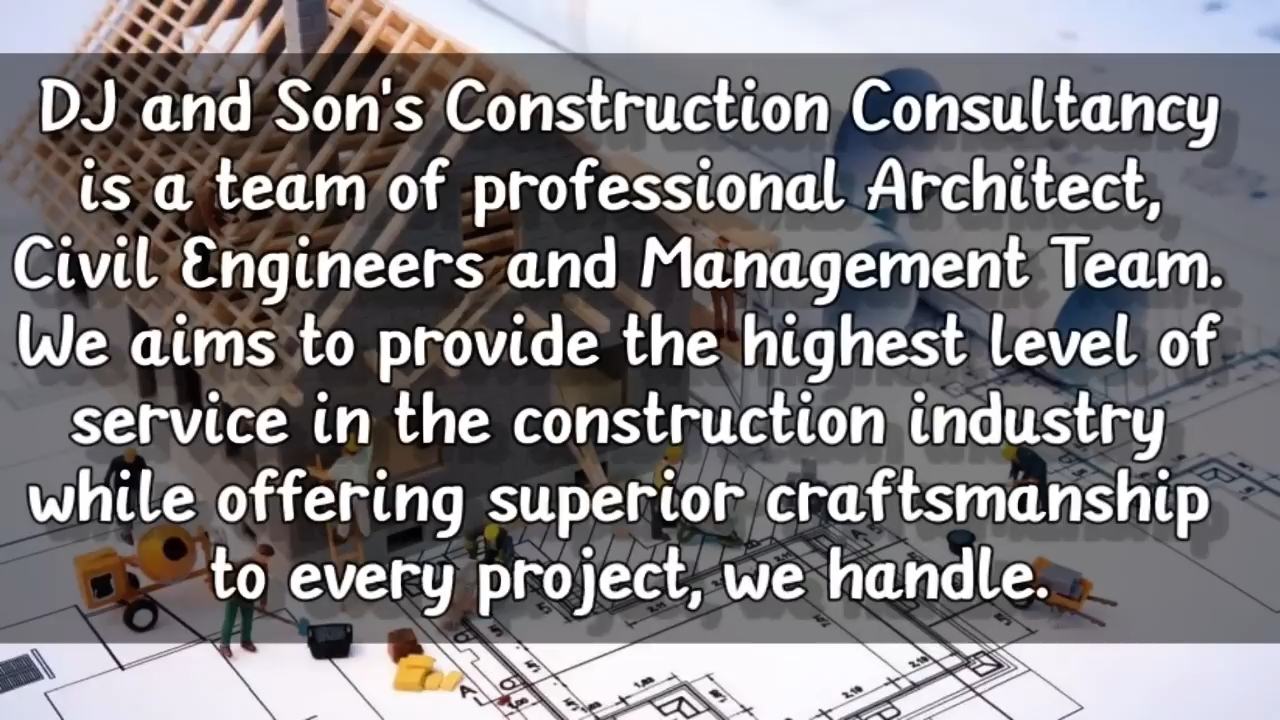 DJ and Son's Construction Consultancy
is a team of professional Architect,
Civil Engineers and Management Team.
We aims to provide the highest level of
service in the construction industry
while offering superior craftsmanship
to every project, we handle.